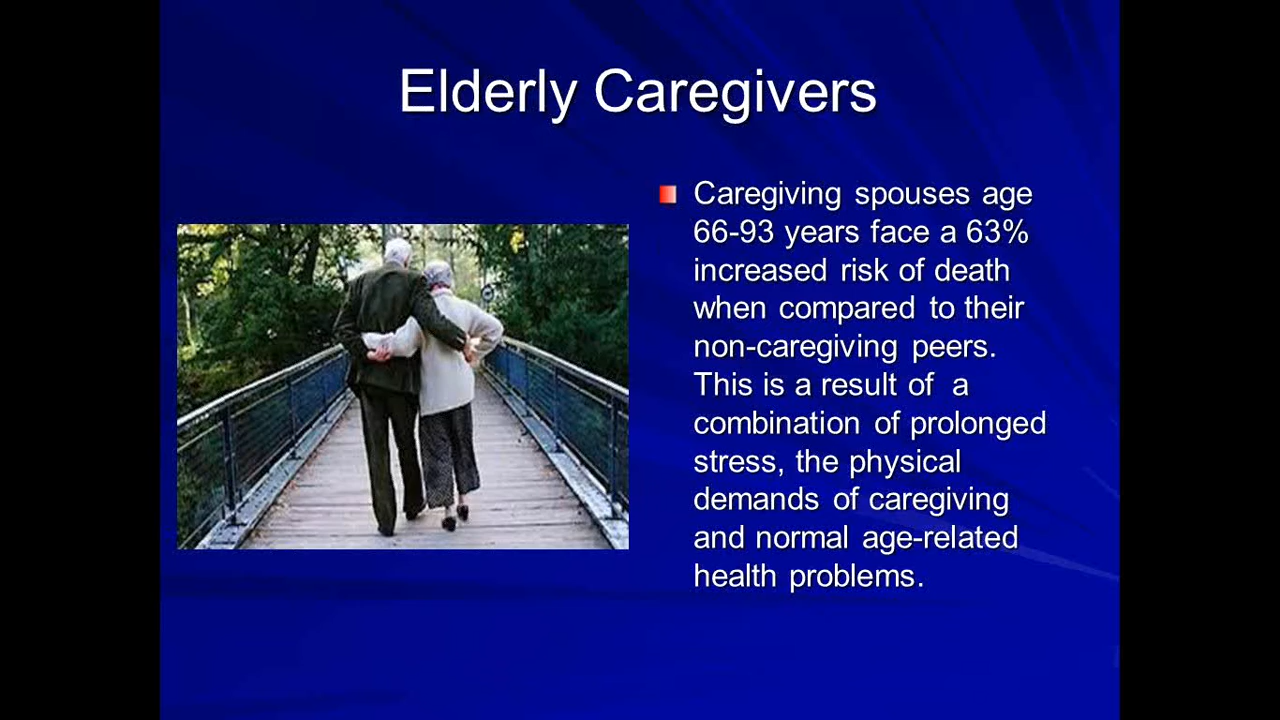 Elderly Caregivers
Caregiving spouses age
66-93 years face a 63%
increased risk of death
when compared to their
non-caregiving peers.
This is a result of  a
combination of prolonged
stress, the physical
demands of caregiving
and normal age-related
health problems.